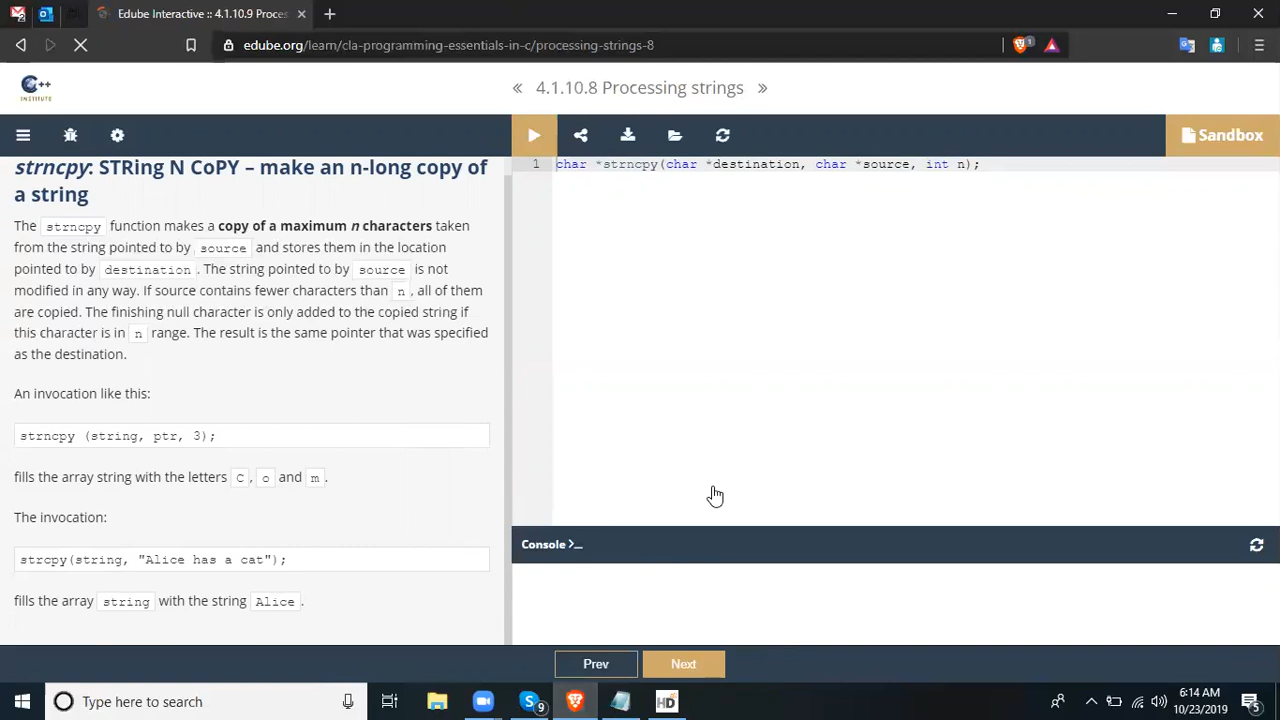 Edube Interactive :: 4.1.10.9 Proc
edube.org/learn/cla-programming-essentials-in-c/processing-strings-8
1
C++
INSTITUTE
« 4.1.10.8 Processing strings »
Sandbox
strncpy: STRing N CoPY – make an n-long copy of
a string
The strncpy function makes a copy of a maximum n characters taken
from the string pointed to by source and stores them in the location
pointed to by destination. The string pointed to by source is not
modified in any way. If source contains fewer characters than n, all of them
are copied. The finishing null character is only added to the copied string if
this character is in n range. The result is the same pointer that was specified
as the destination.
An invocation like this:
strncpy (string, ptr, 3);
fills the array string with the letters C, o and m.
The invocation:
strcpy(string, "Alice has a cat");
fills the array string with the string Alice.
1 char *strncpy(char *destination, char *source, int n);
Console >_
Prev
Next
Type here to search
9
HD
6:14 AM
10/23/2019
5